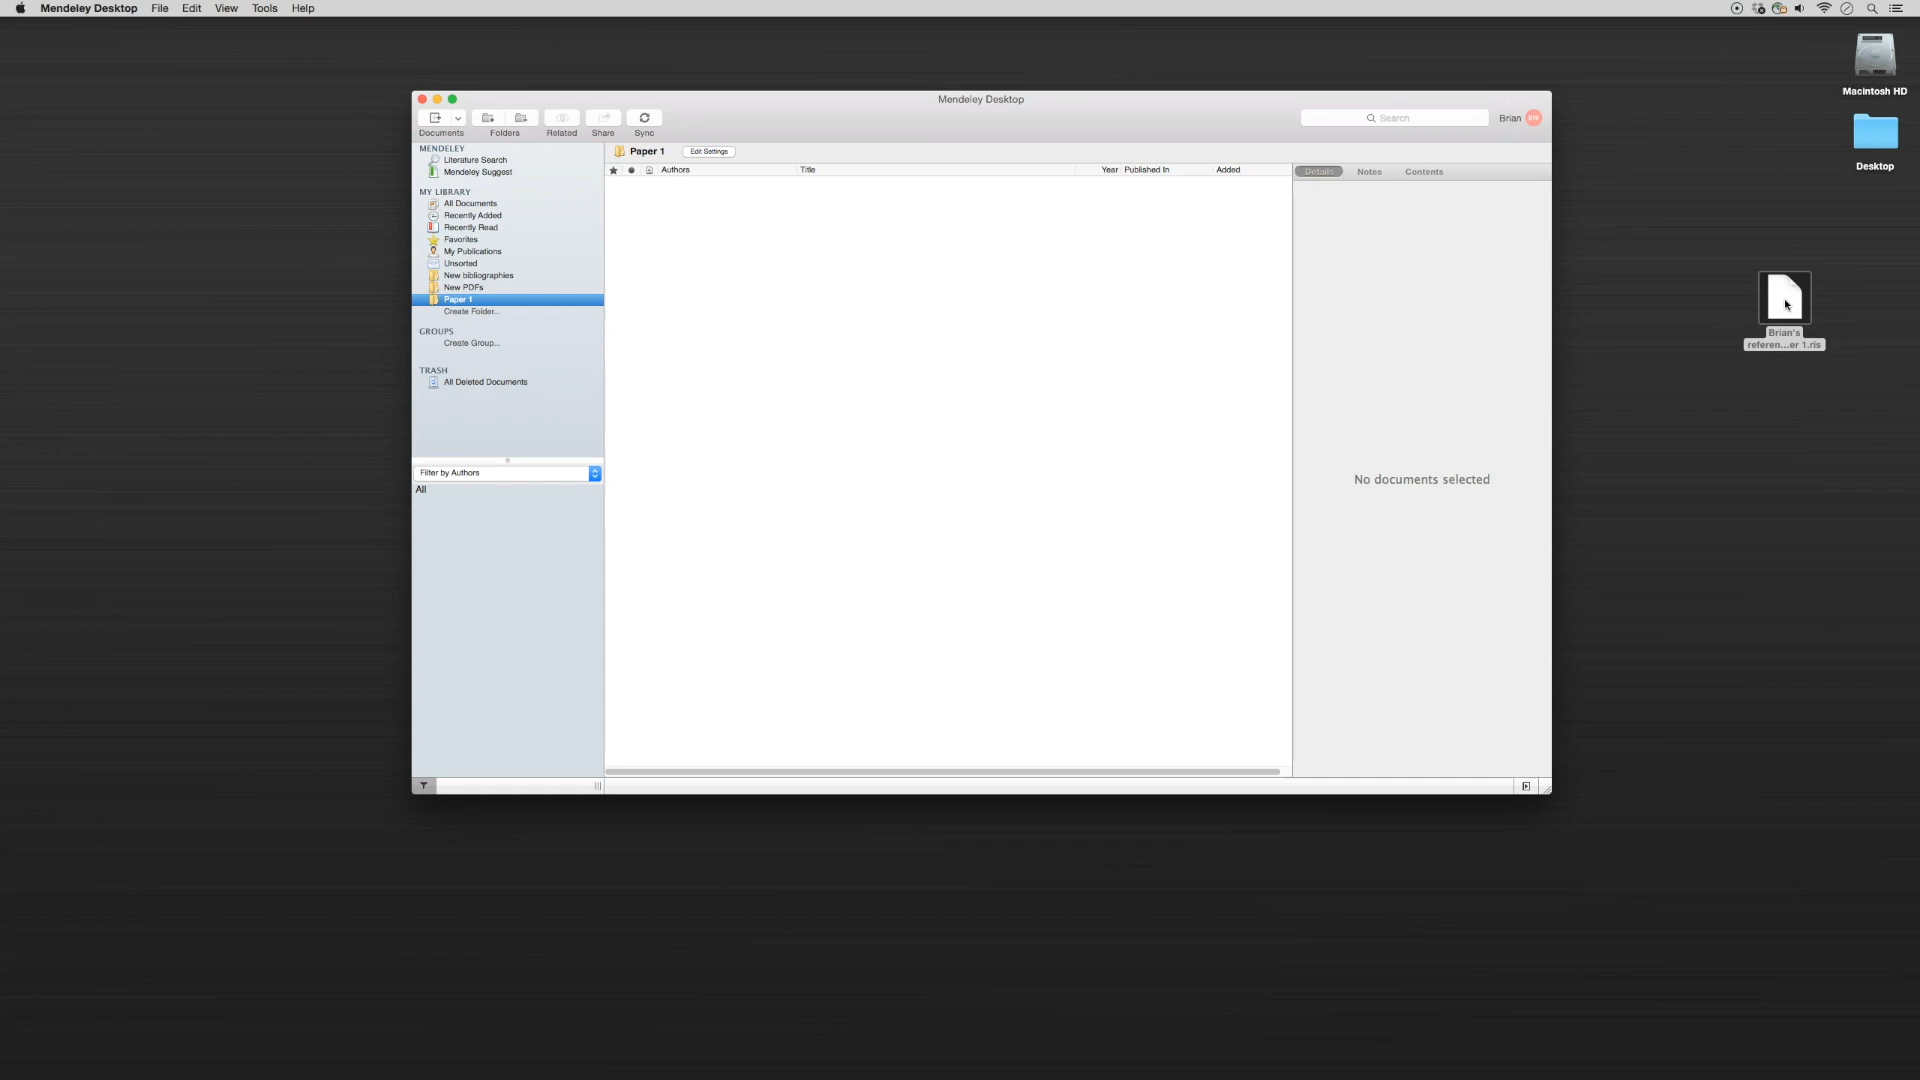 Mendeley Desktop File Edit View Tools Help
Macintosh HD
Desktop
Brian's
referen...er 1.ris
Mendeley Desktop
Search
Brian BW
Documents Folders Related Share Sync
MENDELEY
Literature Search
Mendeley Suggest
MY LIBRARY
All Documents
Recently Added
Recently Read
Favorites
My Publications
Unsorted
New bibliographies
New PDFs
Paper 1
Create Folder...
GROUPS
Create Group...
TRASH
All Deleted Documents
Filter by Authors
All
Paper 1 Edit Settings
Authors Title Year Published In Added
Details Notes Contents
No documents selected